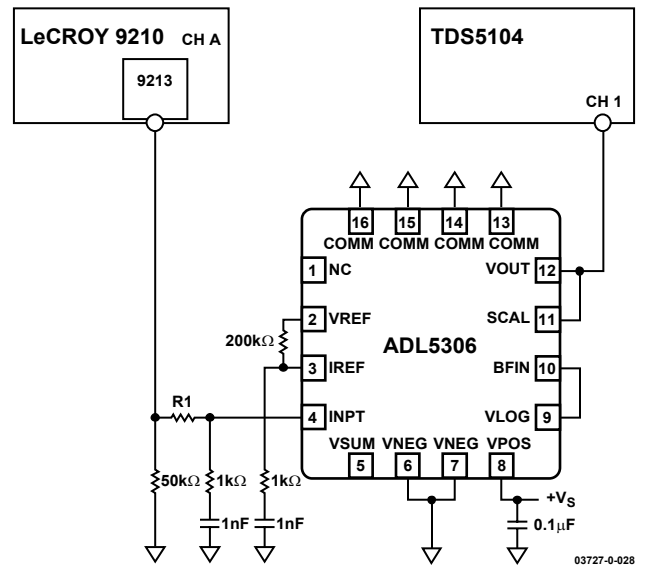 LeCROY 9210 CH A
9213
TDS5104
CH 1
16 15 14 13
COMM COMM COMM COMM
1 NC
VOUT 12
2 VREF
SCAL 11
200kΩ
ADL5306
3 IREF
BFIN 10
R1
4 INPT
VLOG 9
VSUM VNEG VNEG VPOS
5 6 7 8
50kΩ 1kΩ 1kΩ
+VS
1nF 1nF
0.1μF
03727-0-028